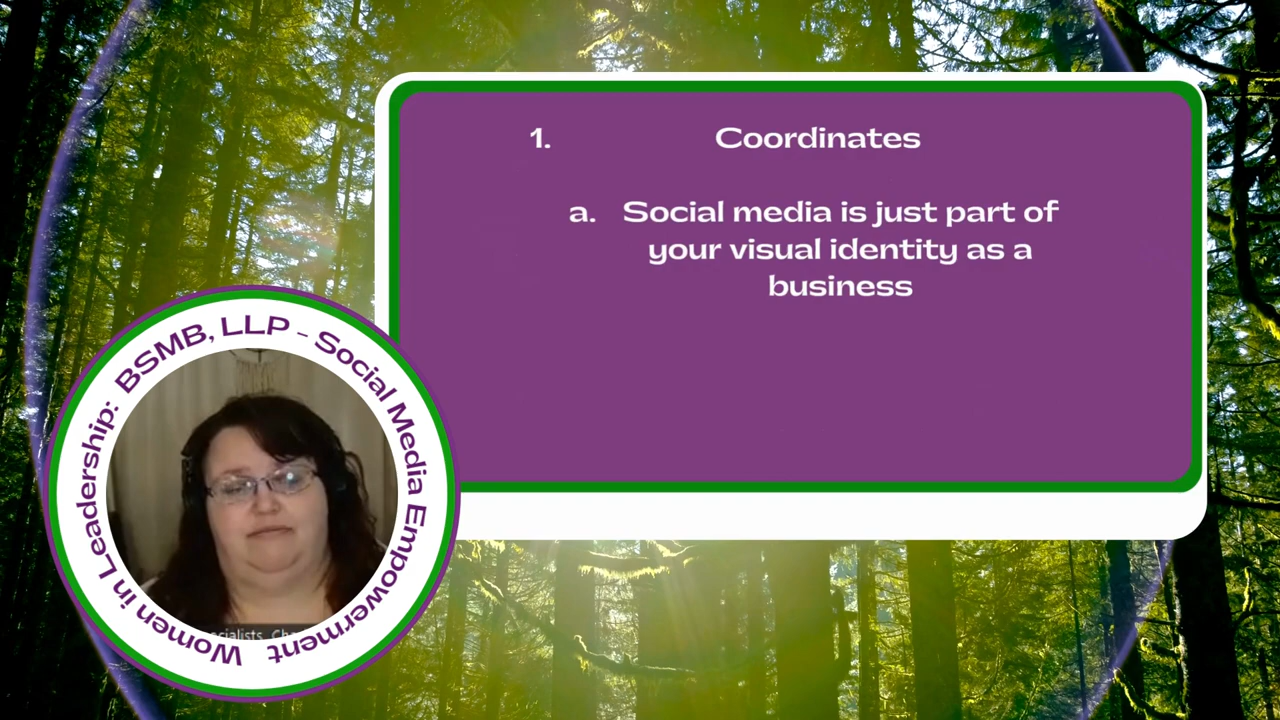 1. Coordinates
a. Social media is just part of
your visual identity as a
business
Women in Leadership: BSMB, LLP - Social Media Empowerment